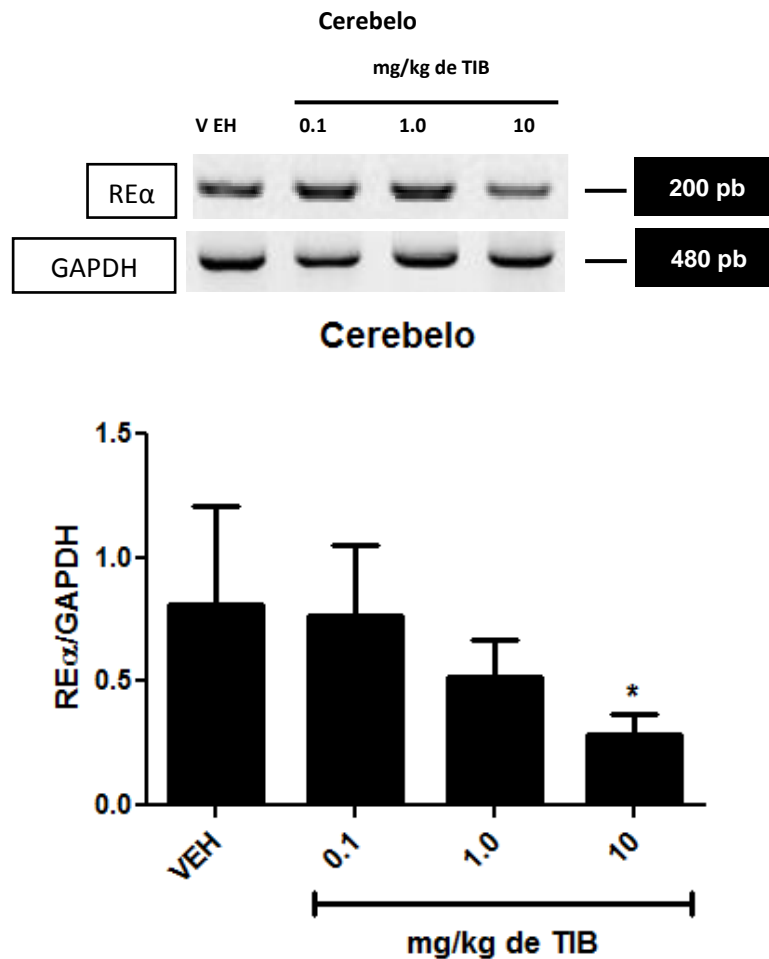 Cerebelo
mg/kg de TIB
V EH 0.1 1.0 10
REα 200 pb
GAPDH 480 pb
Cerebelo
1.5
1.0
0.5
0.0
REα/GAPDH
*
VEH 0.1 1.0 10
mg/kg de TIB